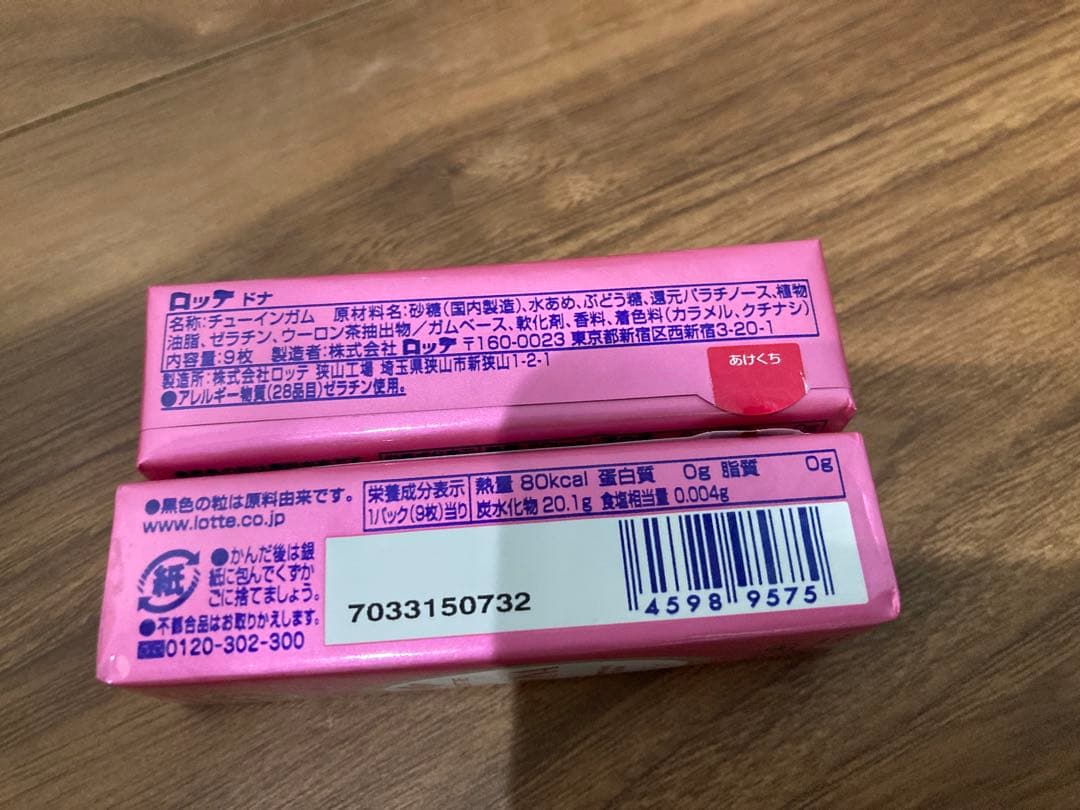 ロッテ ドナ
名称:チューインガム 原材料名:砂糖(国内製造)、水あめ、ぶどう糖、還元パラチノース、植物
油脂、ゼラチン、ウーロン茶抽出物/ガムベース、軟化剤、香料、着色料(カラメル、クチナシ)
内容量:9枚 製造者:株式会社 ロッテ 〒160-0023 東京都新宿区西新宿3-20-1
製造所:株式会社ロッテ 狭山工場 埼玉県狭山市新狭山1-2-1
●アレルギー物質(28品目)ゼラチン使用。
あけくち
●黒色の粒は原料由来です。
www.lotte.co.jp
栄養成分表示
1パック(9枚)当り
熱量 80kcal 蛋白質 0g 脂質 0g
炭水化物 20.1g 食塩相当量 0.004g
紙
●かんだ後は銀
紙に包んでくずか
ごに捨てましょう。
●不都合品はお取りかえします。
0120-302-300
7033150732
4598 9575